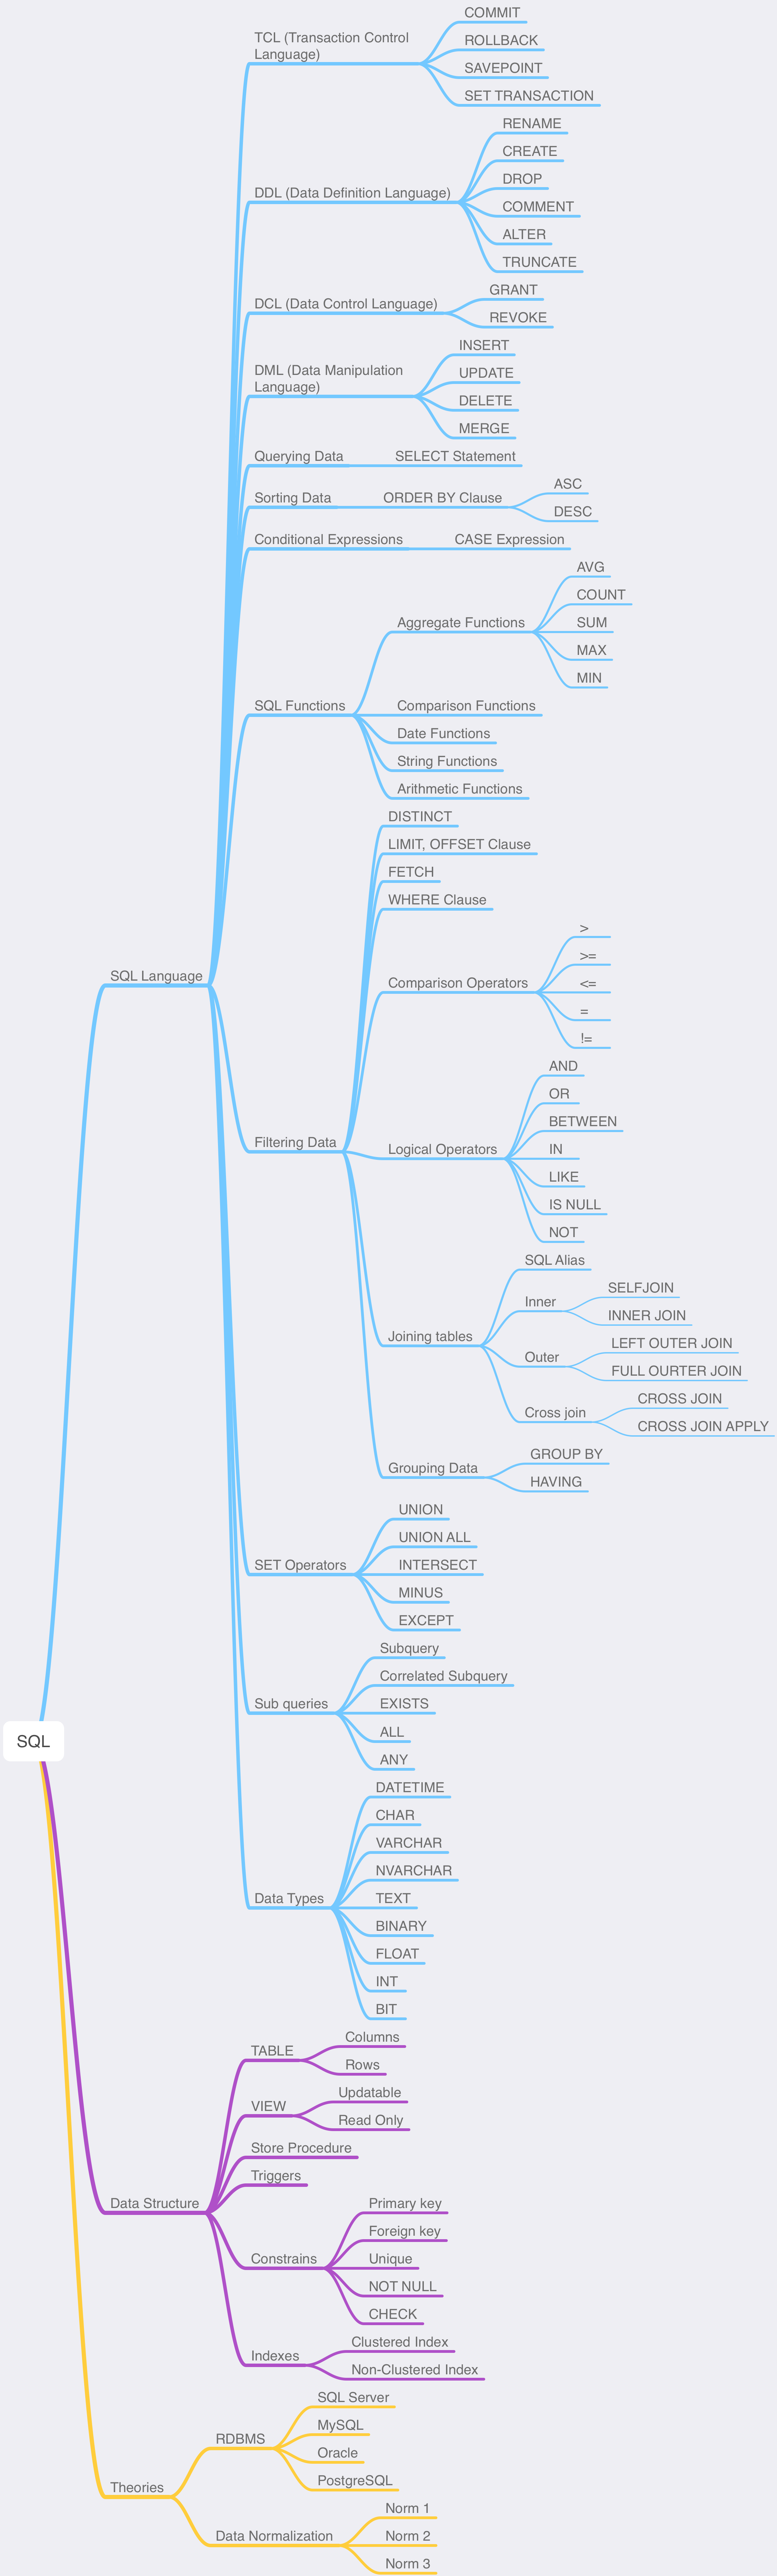 COMMIT
TCL (Transaction Control
Language)
ROLLBACK
SAVEPOINT
SET TRANSACTION
RENAME
CREATE
DROP
DDL (Data Definition Language)
COMMENT
ALTER
TRUNCATE
GRANT
DCL (Data Control Language)
REVOKE
INSERT
DML (Data Manipulation
Language)
UPDATE
DELETE
MERGE
Querying Data
SELECT Statement
Sorting Data
ORDER BY Clause
ASC
DESC
Conditional Expressions
CASE Expression
AVG
COUNT
Aggregate Functions
SUM
MAX
MIN
SQL Functions
Comparison Functions
Date Functions
String Functions
Arithmetic Functions
DISTINCT
LIMIT, OFFSET Clause
FETCH
WHERE Clause
>
>=
SQL Language
Comparison Operators
<=
=
!=
AND
OR
BETWEEN
Filtering Data
Logical Operators
IN
LIKE
IS NULL
NOT
SQL Alias
SELFJOIN
Inner
INNER JOIN
Joining tables
LEFT OUTER JOIN
Outer
FULL OURTER JOIN
CROSS JOIN
Cross join
CROSS JOIN APPLY
GROUP BY
Grouping Data
HAVING
UNION
UNION ALL
SET Operators
INTERSECT
MINUS
EXCEPT
Subquery
Correlated Subquery
Sub queries
EXISTS
ALL
ANY
SQL
DATETIME
CHAR
VARCHAR
NVARCHAR
Data Types
TEXT
BINARY
FLOAT
INT
BIT
Columns
TABLE
Rows
Updatable
VIEW
Read Only
Store Procedure
Triggers
Data Structure
Primary key
Foreign key
Constrains
Unique
NOT NULL
CHECK
Clustered Index
Indexes
Non-Clustered Index
SQL Server
MySQL
RDBMS
Oracle
PostgreSQL
Theories
Norm 1
Data Normalization
Norm 2
Norm 3